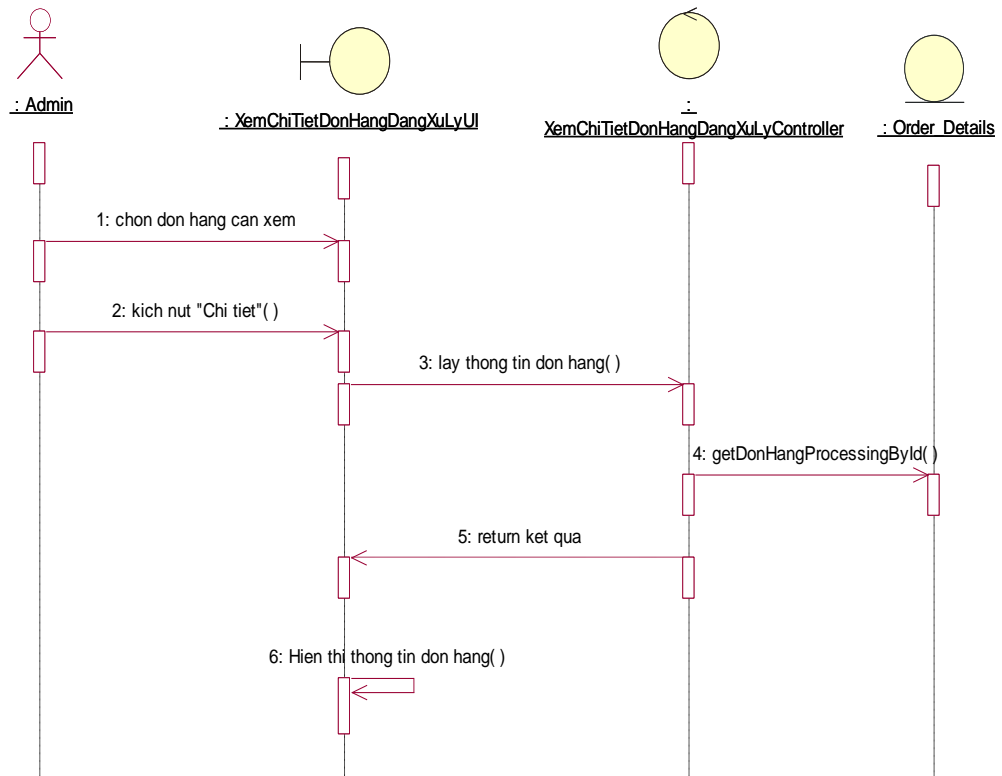 : Admin
: XemChiTietDonHangDangXuLyUI
:
XemChiTietDonHangDangXuLyController
: Order_Details
1: chon don hang can xem
2: kich nut "Chi tiet"( )
3: lay thong tin don hang( )
4: getDonHangProcessingById( )
5: return ket qua
6: Hien thi thong tin don hang( )